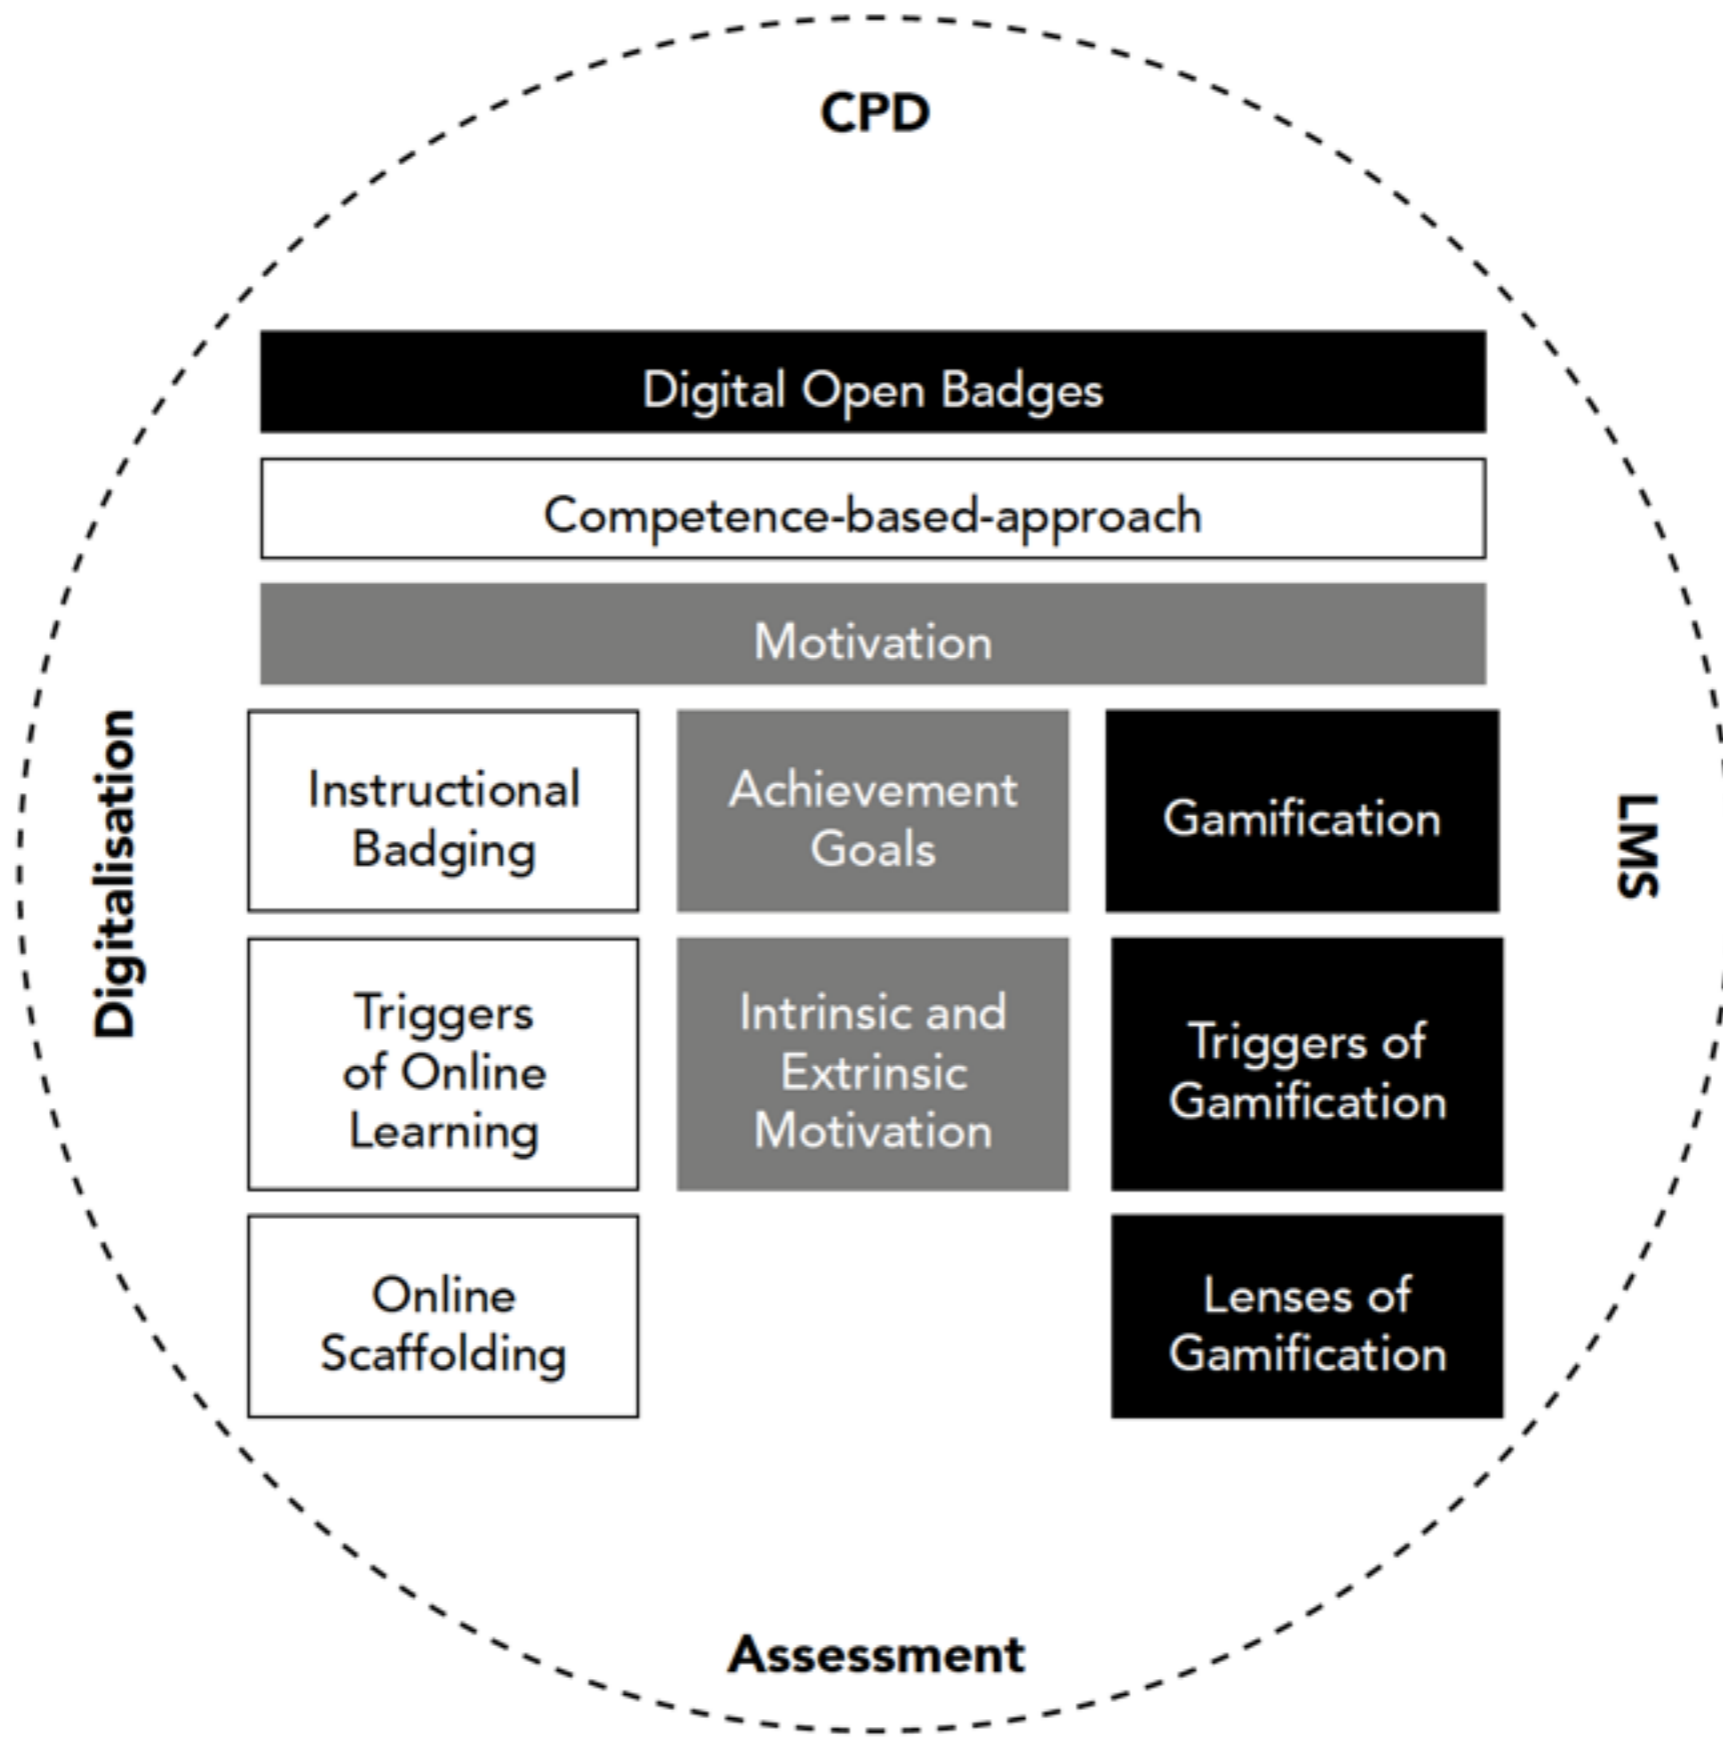 CPD
Digital Open Badges
Competence-based-approach
Motivation
Digitalisation
Instructional
Badging
Achievement
Goals
Gamification
LMS
Triggers
of Online
Learning
Intrinsic and
Extrinsic
Motivation
Triggers of
Gamification
Online
Scaffolding
Lenses of
Gamification
Assessment